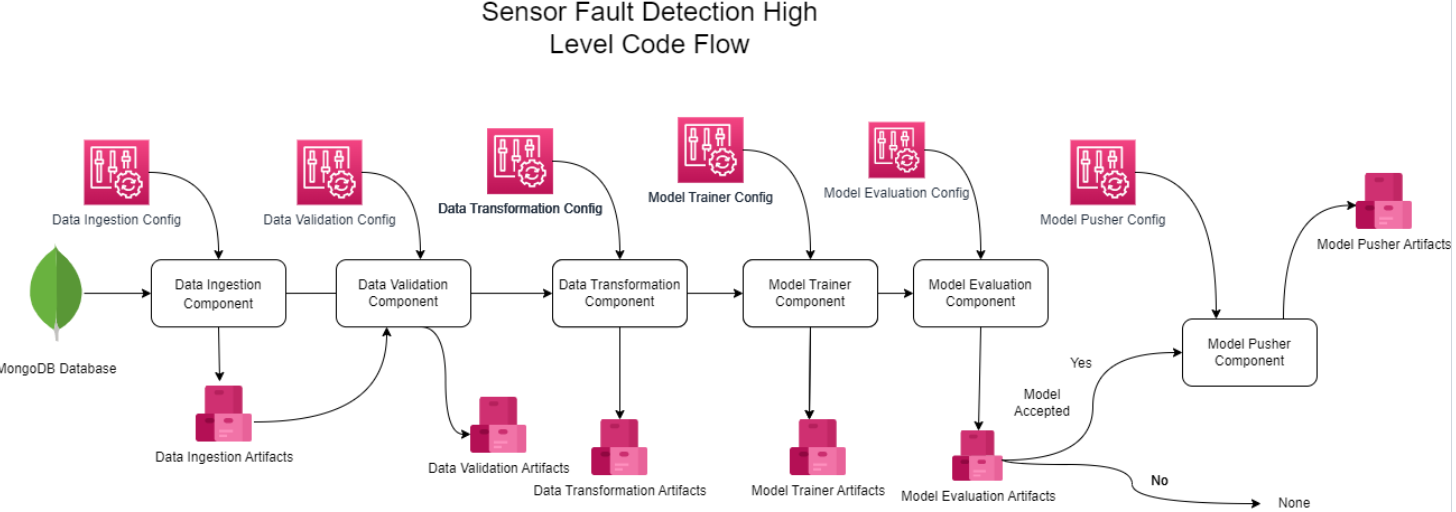 Sensor Fault Detection High
Level Code Flow
Data Ingestion Config
Data Validation Config
Data Transformation Config
Model Trainer Config
Model Evaluation Config
Model Pusher Config
Model Pusher Artifacts
Data Ingestion
Component
Data Validation
Component
Data Transformation
Component
Model Trainer
Component
Model Evaluation
Component
Model Pusher
Component
MongoDB Database
Yes
Model
Accepted
Data Ingestion Artifacts
Data Validation Artifacts
Data Transformation Artifacts
Model Trainer Artifacts
Model Evaluation Artifacts
No
None